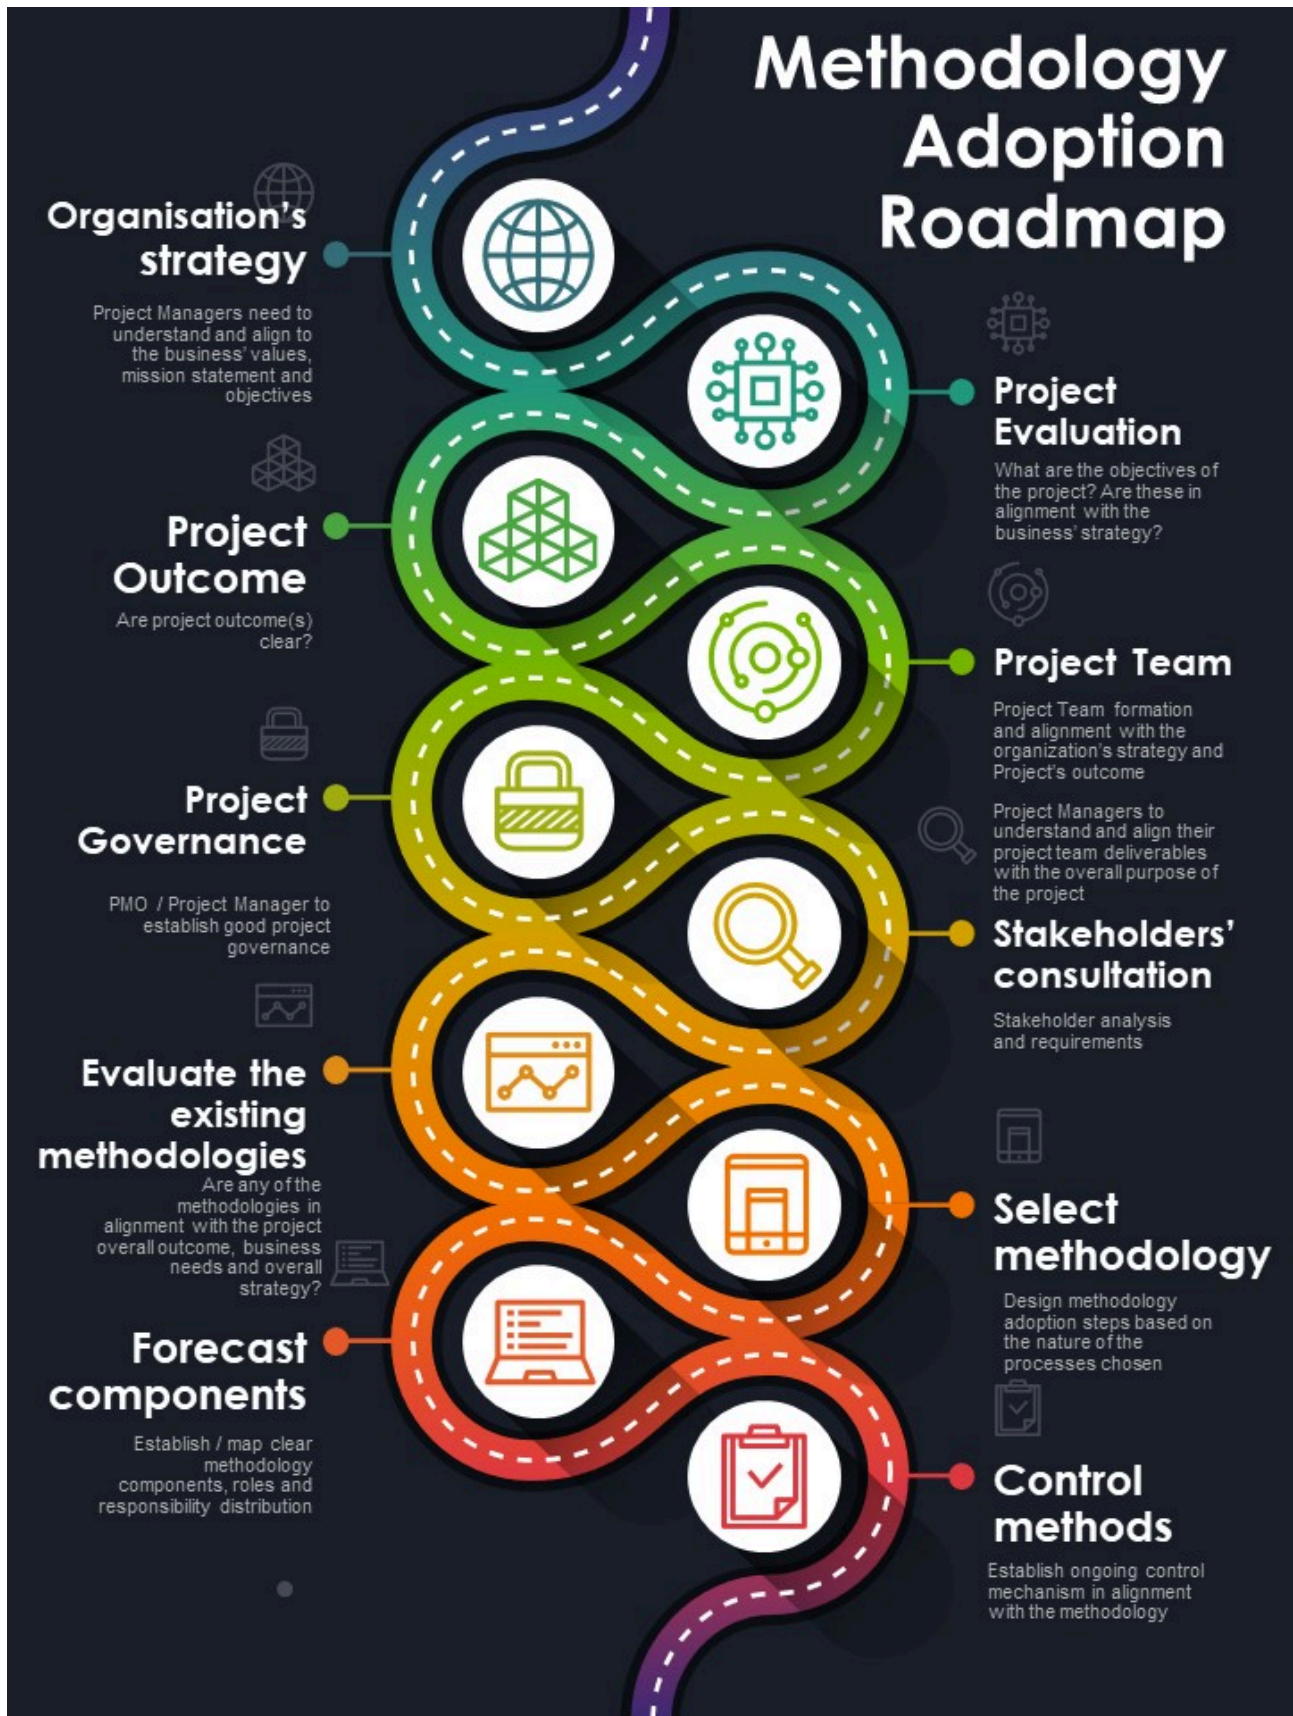 Methodology
Adoption
Roadmap
Organisation's
strategy
Project Managers need to
understand and align to
the business' values,
mission statement and
objectives
Project
Evaluation
What are the objectives of
the project? Are these in
alignment with the
business' strategy?
Project
Outcome
Are project outcome(s)
clear?
Project Team
Project Team formation
and alignment with the
organization's strategy and
Project's outcome
Project Managers to
understand and align their
project team deliverables
with the overall purpose of
the project
Project
Governance
PMO / Project Manager to
establish good project
governance
Stakeholders'
consultation
Stakeholder analysis
and requirements
Evaluate the
existing
methodologies
Are any of the
methodologies in
alignment with the project
overall outcome, business
needs and overall
strategy?
Select
methodology
Design methodology
adoption steps based on
the nature of the
processes chosen
Forecast
components
Establish / map clear
methodology
components, roles and
responsibility distribution
Control
methods
Establish ongoing control
mechanism in alignment
with the methodology